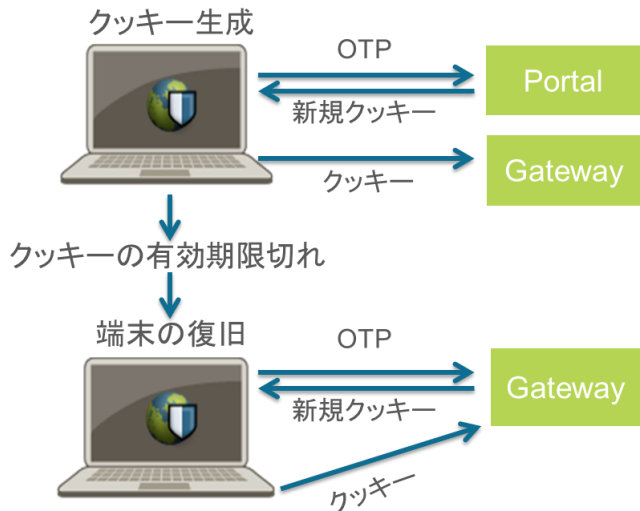 クッキー生成
OTP
Portal
新規クッキー
クッキー
Gateway
クッキーの有効期限切れ
端末の復旧
OTP
Gateway
新規クッキー
クッキー